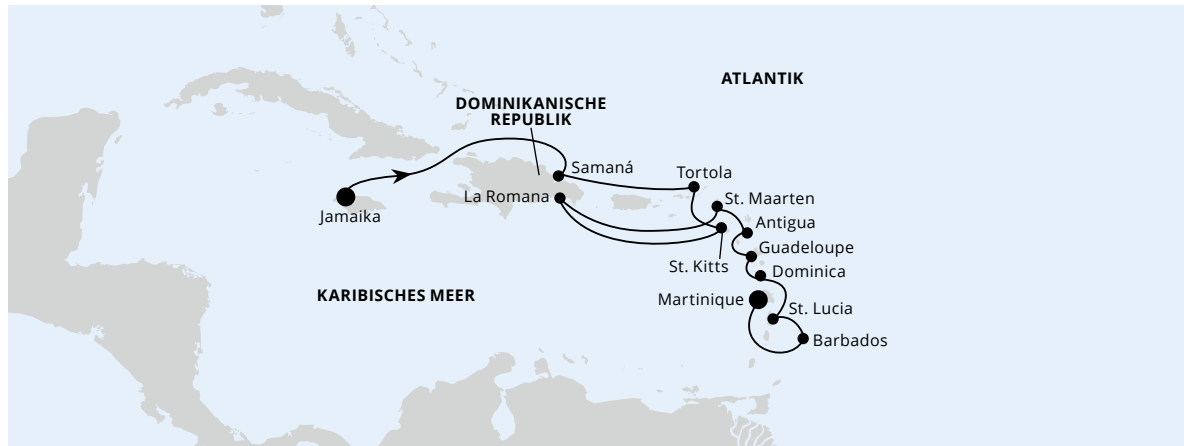 ATLANTIK
DOMINIKANISCHE
REPUBLIK
Samaná
Tortola
La Romana
St. Maarten
Jamaika
Antigua
Guadeloupe
St. Kitts
Dominica
KARIBISCHES MEER
Martinique
St. Lucia
Barbados